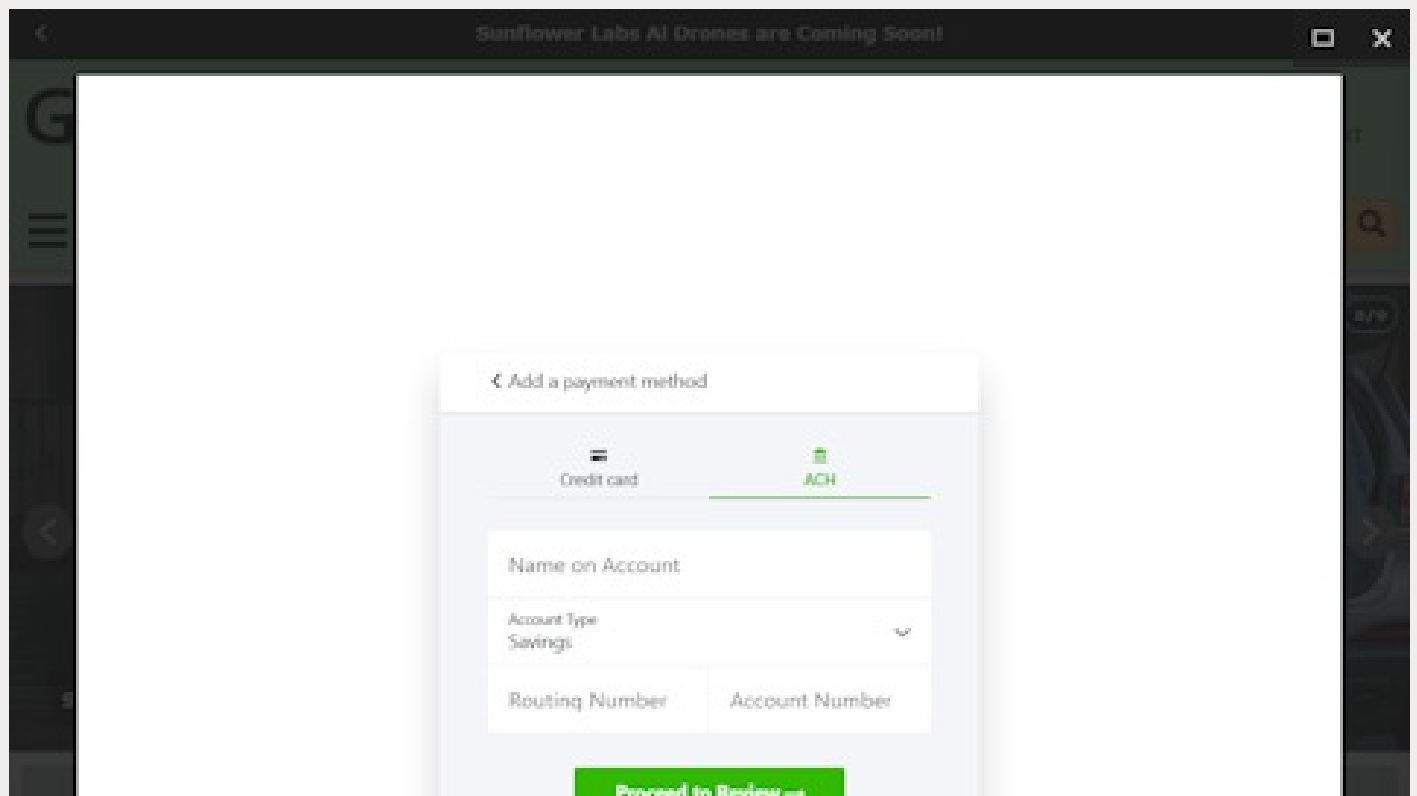 Sunflower Labs AI Drones are Coming Soon!
G
Add a payment method
Credit card
ACH
Name on Account
Account Type
Savings
Routing Number
Account Number
Proceed to Review